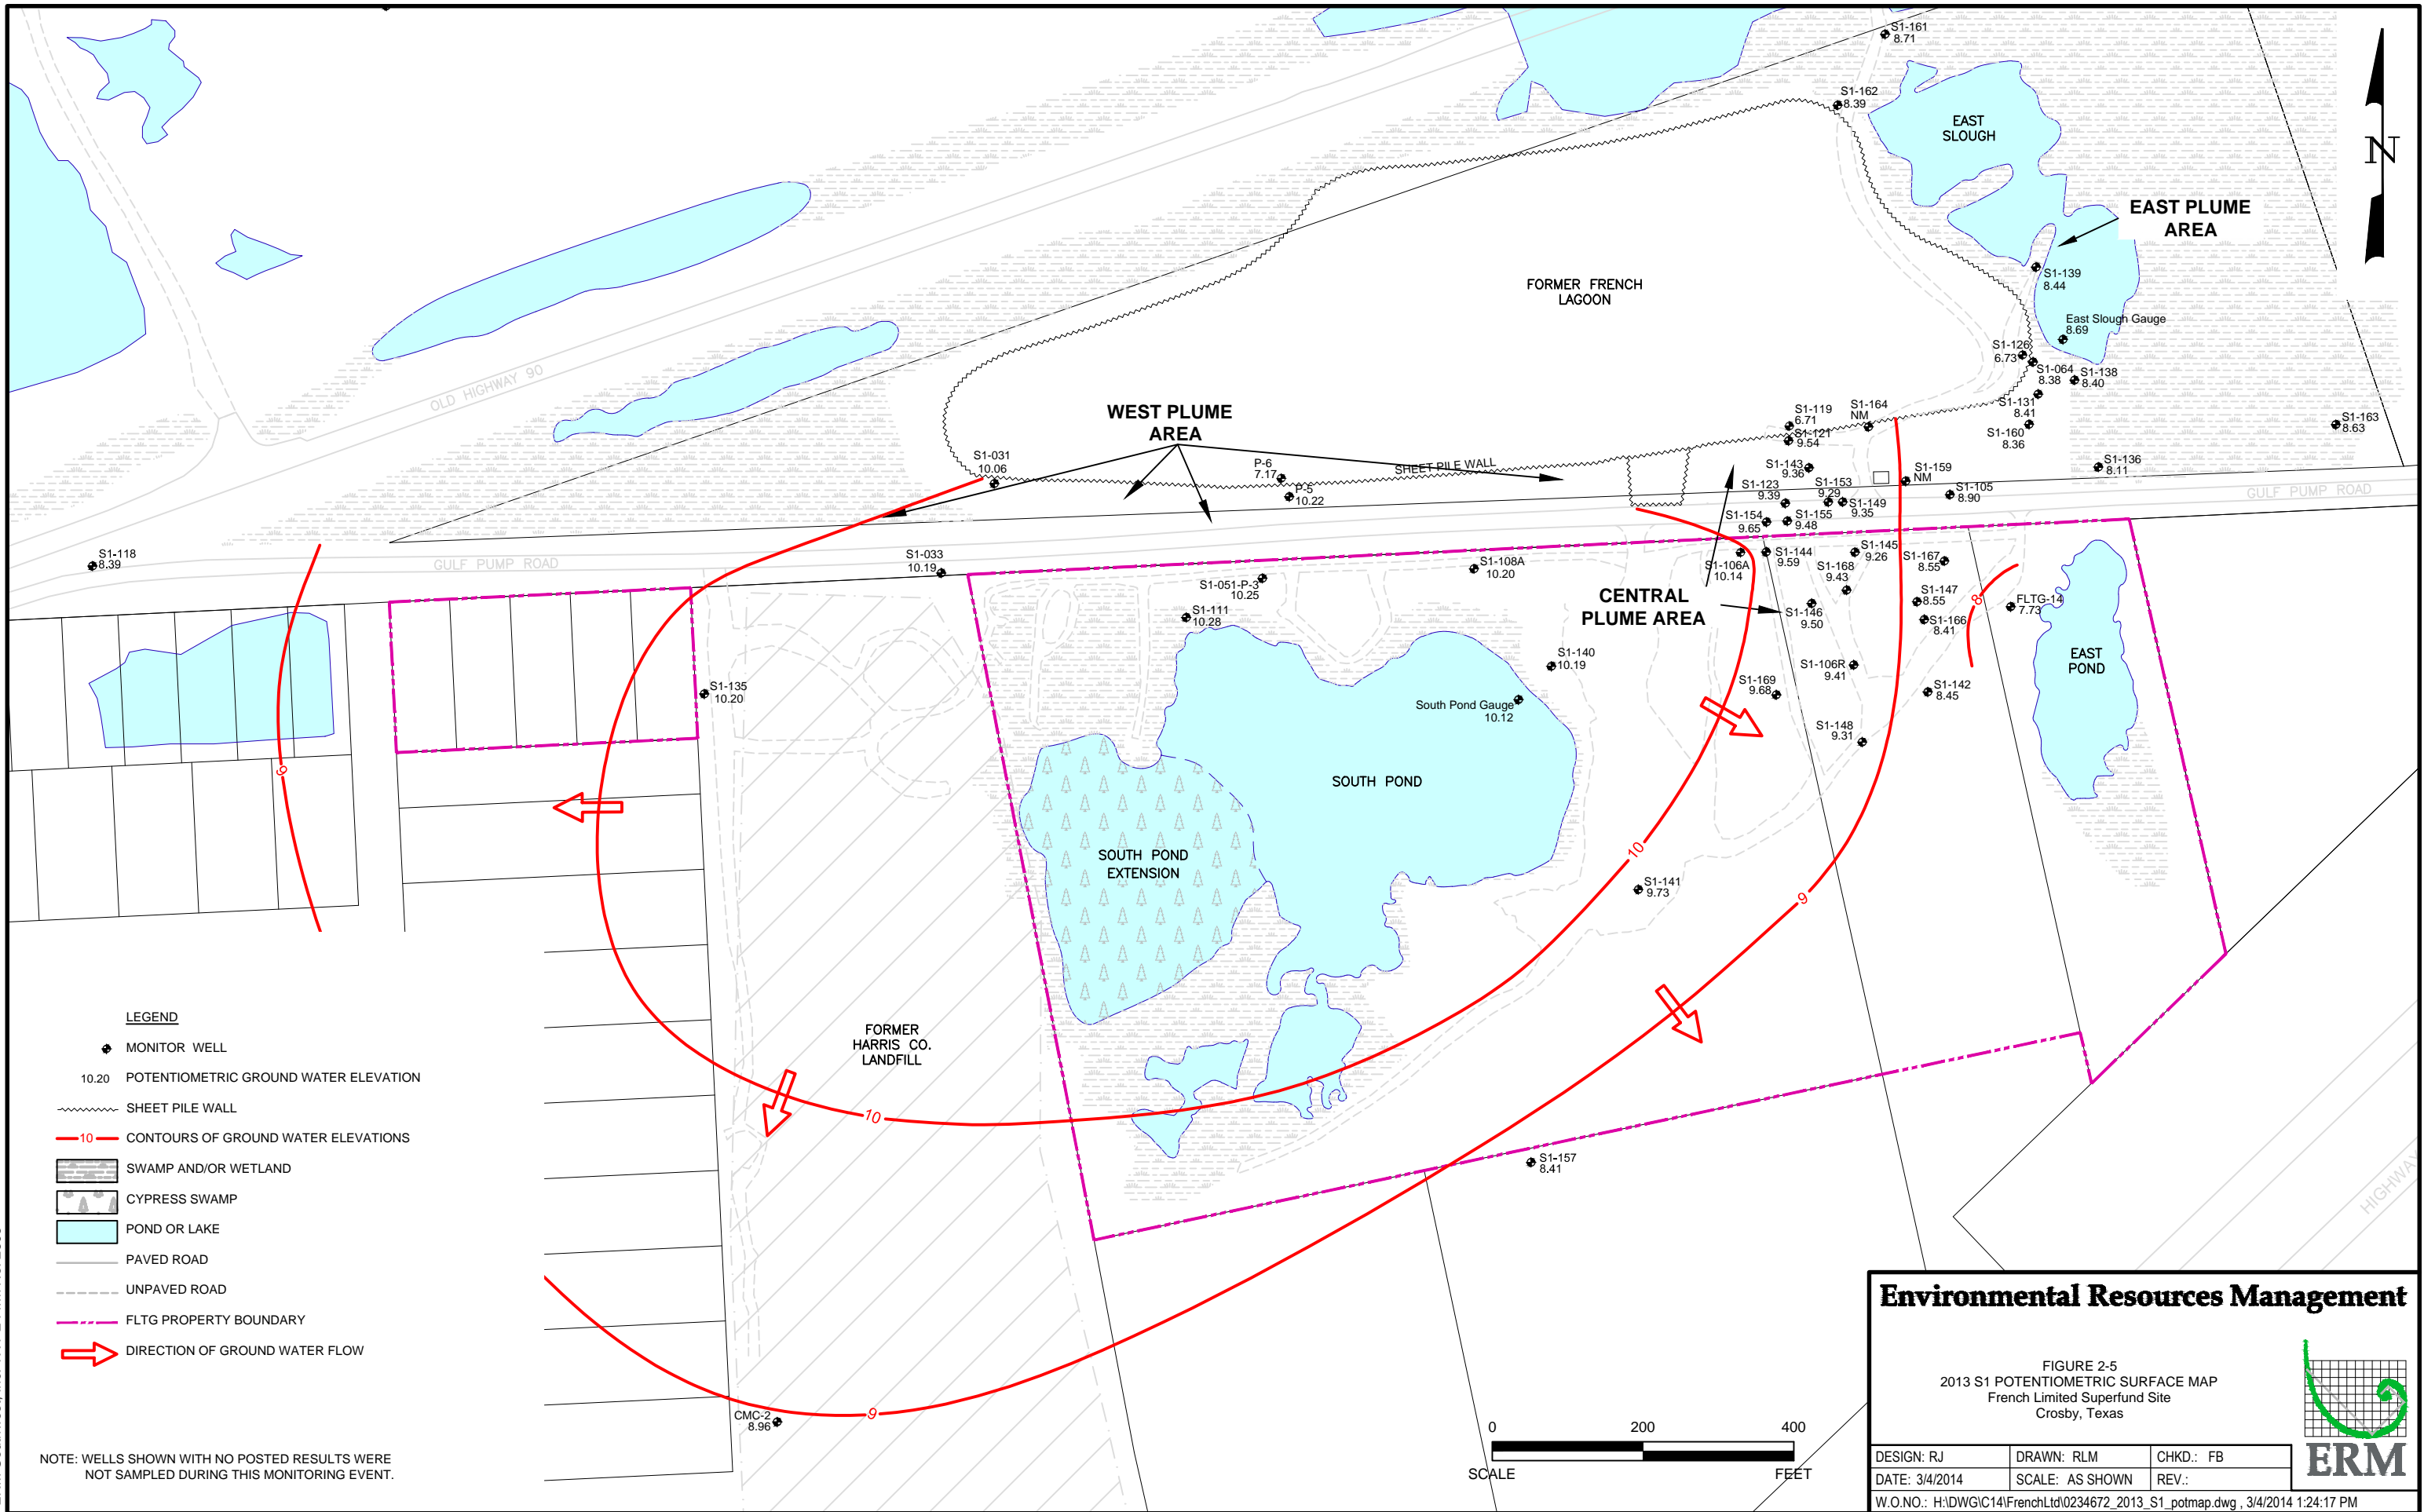 S1-161
8.71
S1-162
8.39
EAST
SLOUGH
N
EAST PLUME
AREA
S1-139
8.44
FORMER FRENCH
LAGOON
East Slough Gauge
8.69
S1-126
6.73
S1-064
8.38
S1-138
8.40
OLD HIGHWAY 90
WEST PLUME
AREA
S1-119
6.71
S1-164
NM
S1-131
8.41
S1-121
9.54
S1-160
8.36
S1-163
8.63
S1-031
10.06
P-6
7.17
SHEET PILE WALL
S1-143
9.36
S1-136
8.11
P-5
10.22
S1-123
9.39
S1-153
9.29
S1-159
NM
S1-149
9.35
S1-105
8.90
GULF PUMP ROAD
S1-154
9.65
S1-155
9.48
S1-118
8.39
GULF PUMP ROAD
S1-033
10.19
S1-051-P-3
10.25
S1-108A
10.20
S1-106A
10.14
S1-144
9.59
S1-145
9.26
S1-167
8.55
S1-168
9.43
S1-111
10.28
CENTRAL
PLUME AREA
S1-146
9.50
S1-147
8.55
8
FLTG-14
7.73
S1-166
8.41
S1-140
10.19
S1-106R
9.41
EAST
POND
S1-135
10.20
S1-169
9.68
S1-142
8.45
South Pond Gauge
10.12
S1-148
9.31
9
SOUTH POND
SOUTH POND
EXTENSION
10
S1-141
9.73
9
LEGEND
MONITOR WELL
10.20 POTENTIOMETRIC GROUND WATER ELEVATION
SHEET PILE WALL
10 CONTOURS OF GROUND WATER ELEVATIONS
SWAMP AND/OR WETLAND
CYPRESS SWAMP
POND OR LAKE
PAVED ROAD
UNPAVED ROAD
FLTG PROPERTY BOUNDARY
DIRECTION OF GROUND WATER FLOW
FORMER
HARRIS CO.
LANDFILL
10
S1-157
8.41
HIGHWAY
CMC-2
8.96
9
NOTE: WELLS SHOWN WITH NO POSTED RESULTS WERE
NOT SAMPLED DURING THIS MONITORING EVENT.
0 200 400
SCALE FEET
Environmental Resources Management
FIGURE 2-5
2013 S1 POTENTIOMETRIC SURFACE MAP
French Limited Superfund Site
Crosby, Texas
ERM
DESIGN: RJ DRAWN: RLM CHKD.: FB
DATE: 3/4/2014 SCALE: AS SHOWN REV.:
W.O.NO.: H:\DWG\C14\FrenchLtd\0234672_2013_S1_potmap.dwg , 3/4/2014 1:24:17 PM